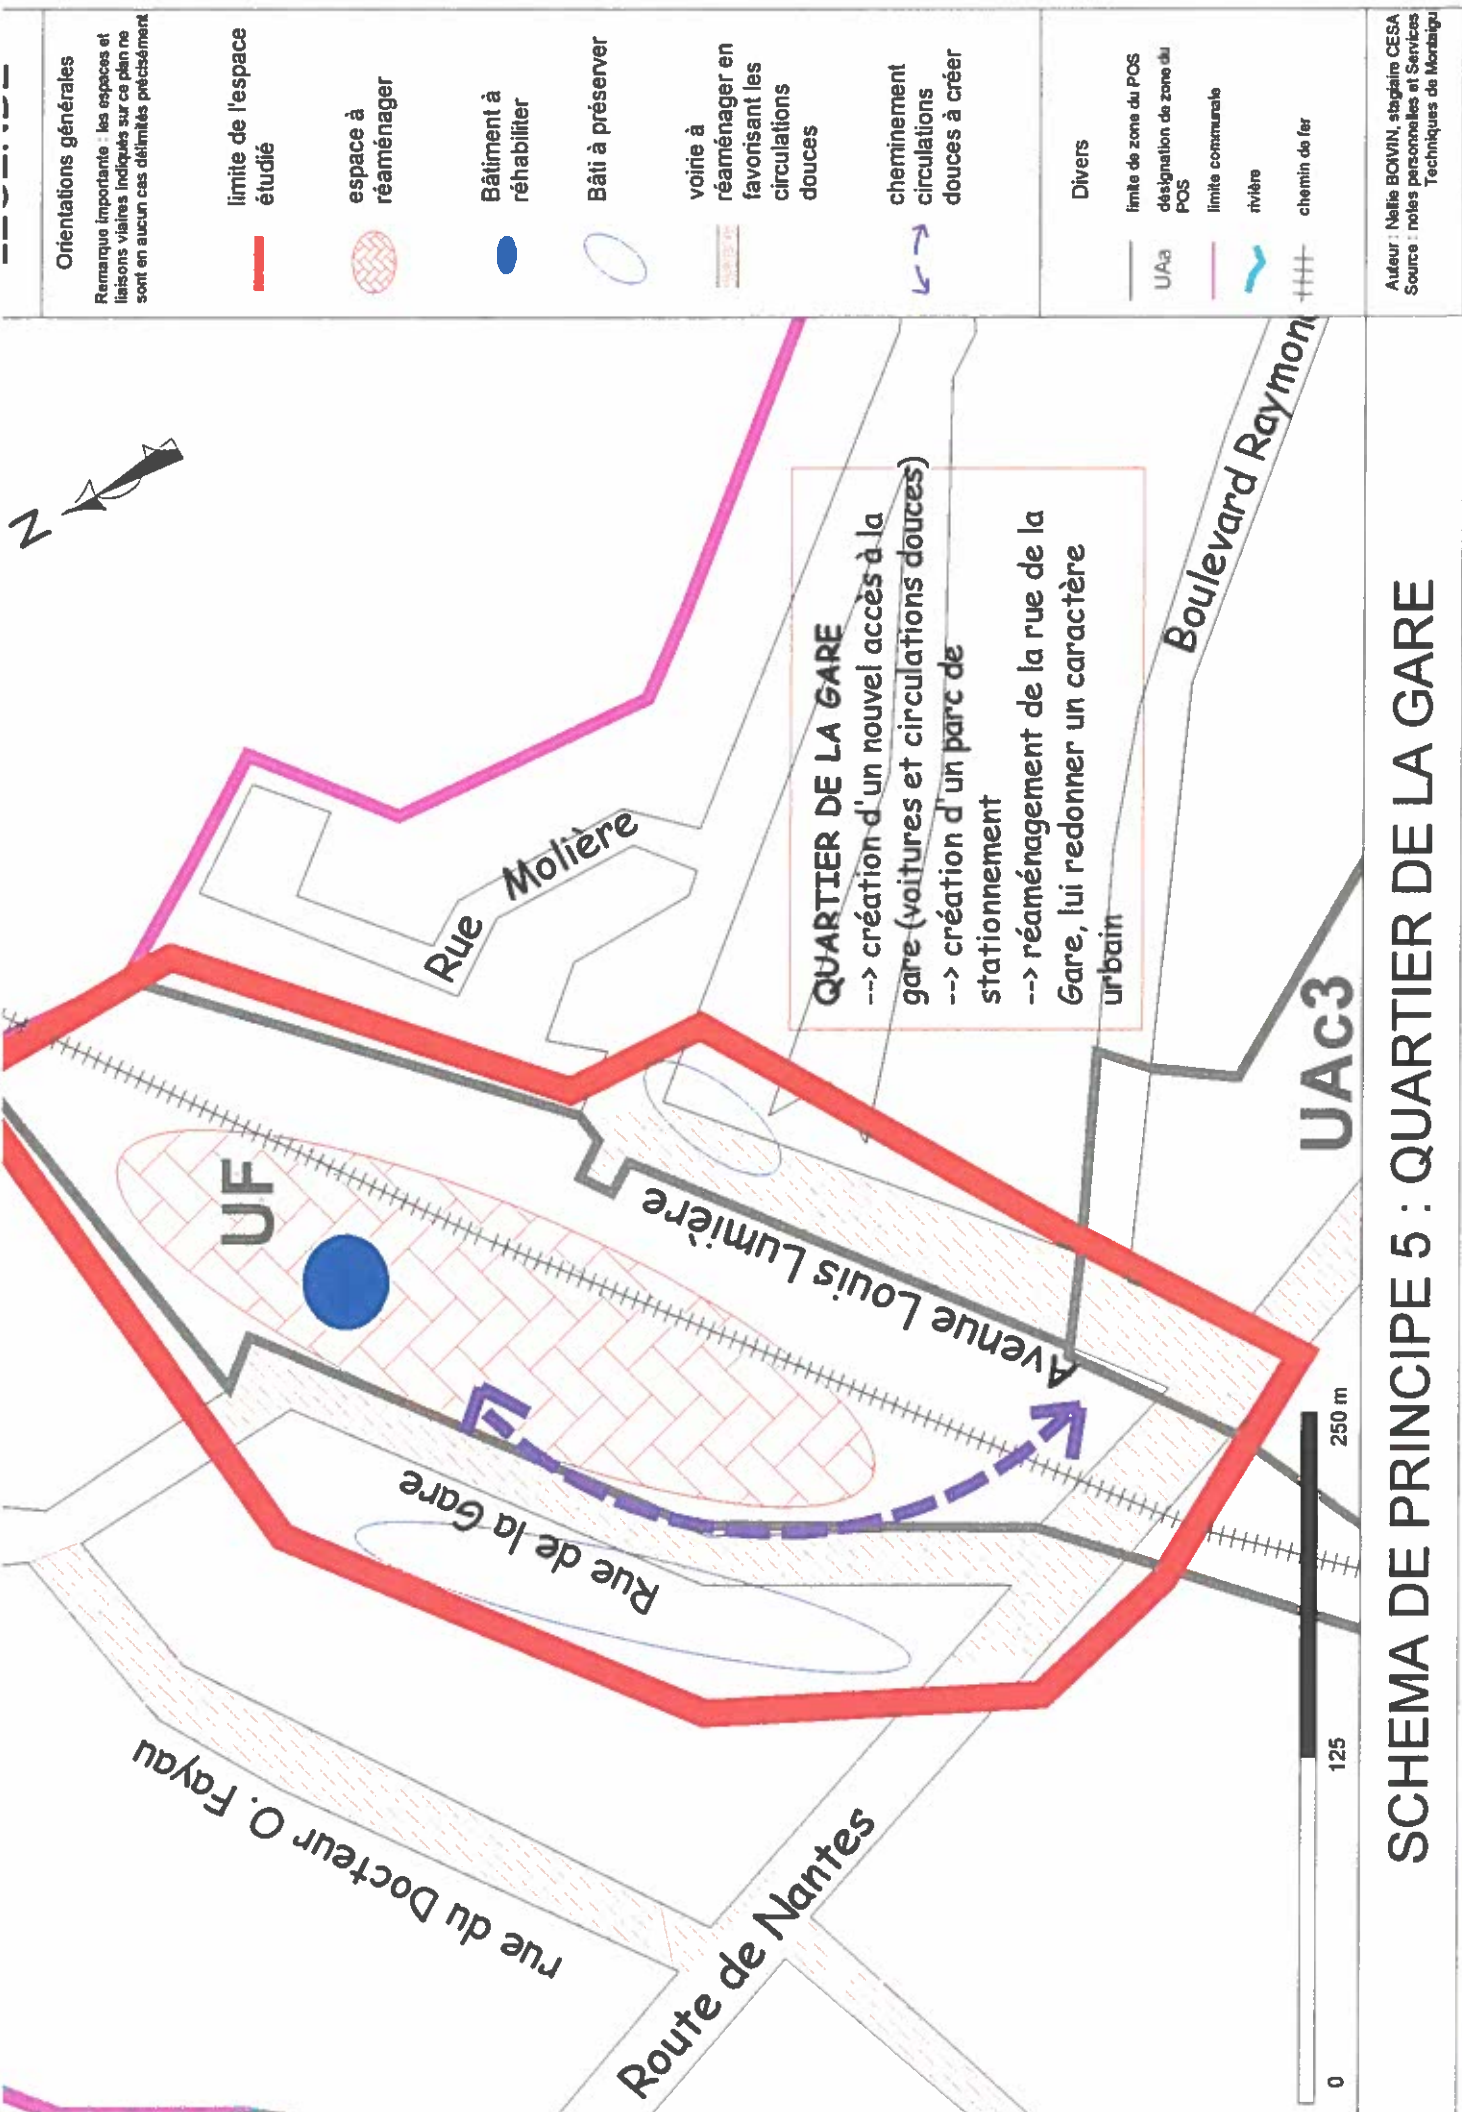 Orientations générales
Remarque importante : les espaces et
liaisons viaires indiqués sur ce plan ne
sont en aucun cas délimités précisément
limite de l'espace
étudié
espace à
réaménager
Bâtiment à
réhabiliter
Bâti à préserver
voirie à
réaménager en
favorisant les
circulations
douces
cheminement
circulations
douces à créer
Divers
limite de zone du POS
UAa
désignation de zone du
POS
limite communale
rivière
chemin de fer
Auteur : Nellie BOIVIN, stagiaire CESA
Source : notes personnelles et Services
Techniques de Montaigu
N
Rue Molière
QUARTIER DE LA GARE
--> création d'un nouvel accès à la
gare (voitures et circulations douces)
--> création d'un parc de
stationnement
--> réaménagement de la rue de la
Gare, lui redonner un caractère
urbain
Boulevard Raymond
UAc3
UF
Avenue Louis Lumière
Rue de la Gare
rue du Docteur O. Fayau
Route de Nantes
0 125 250 m
SCHEMA DE PRINCIPE 5 : QUARTIER DE LA GARE